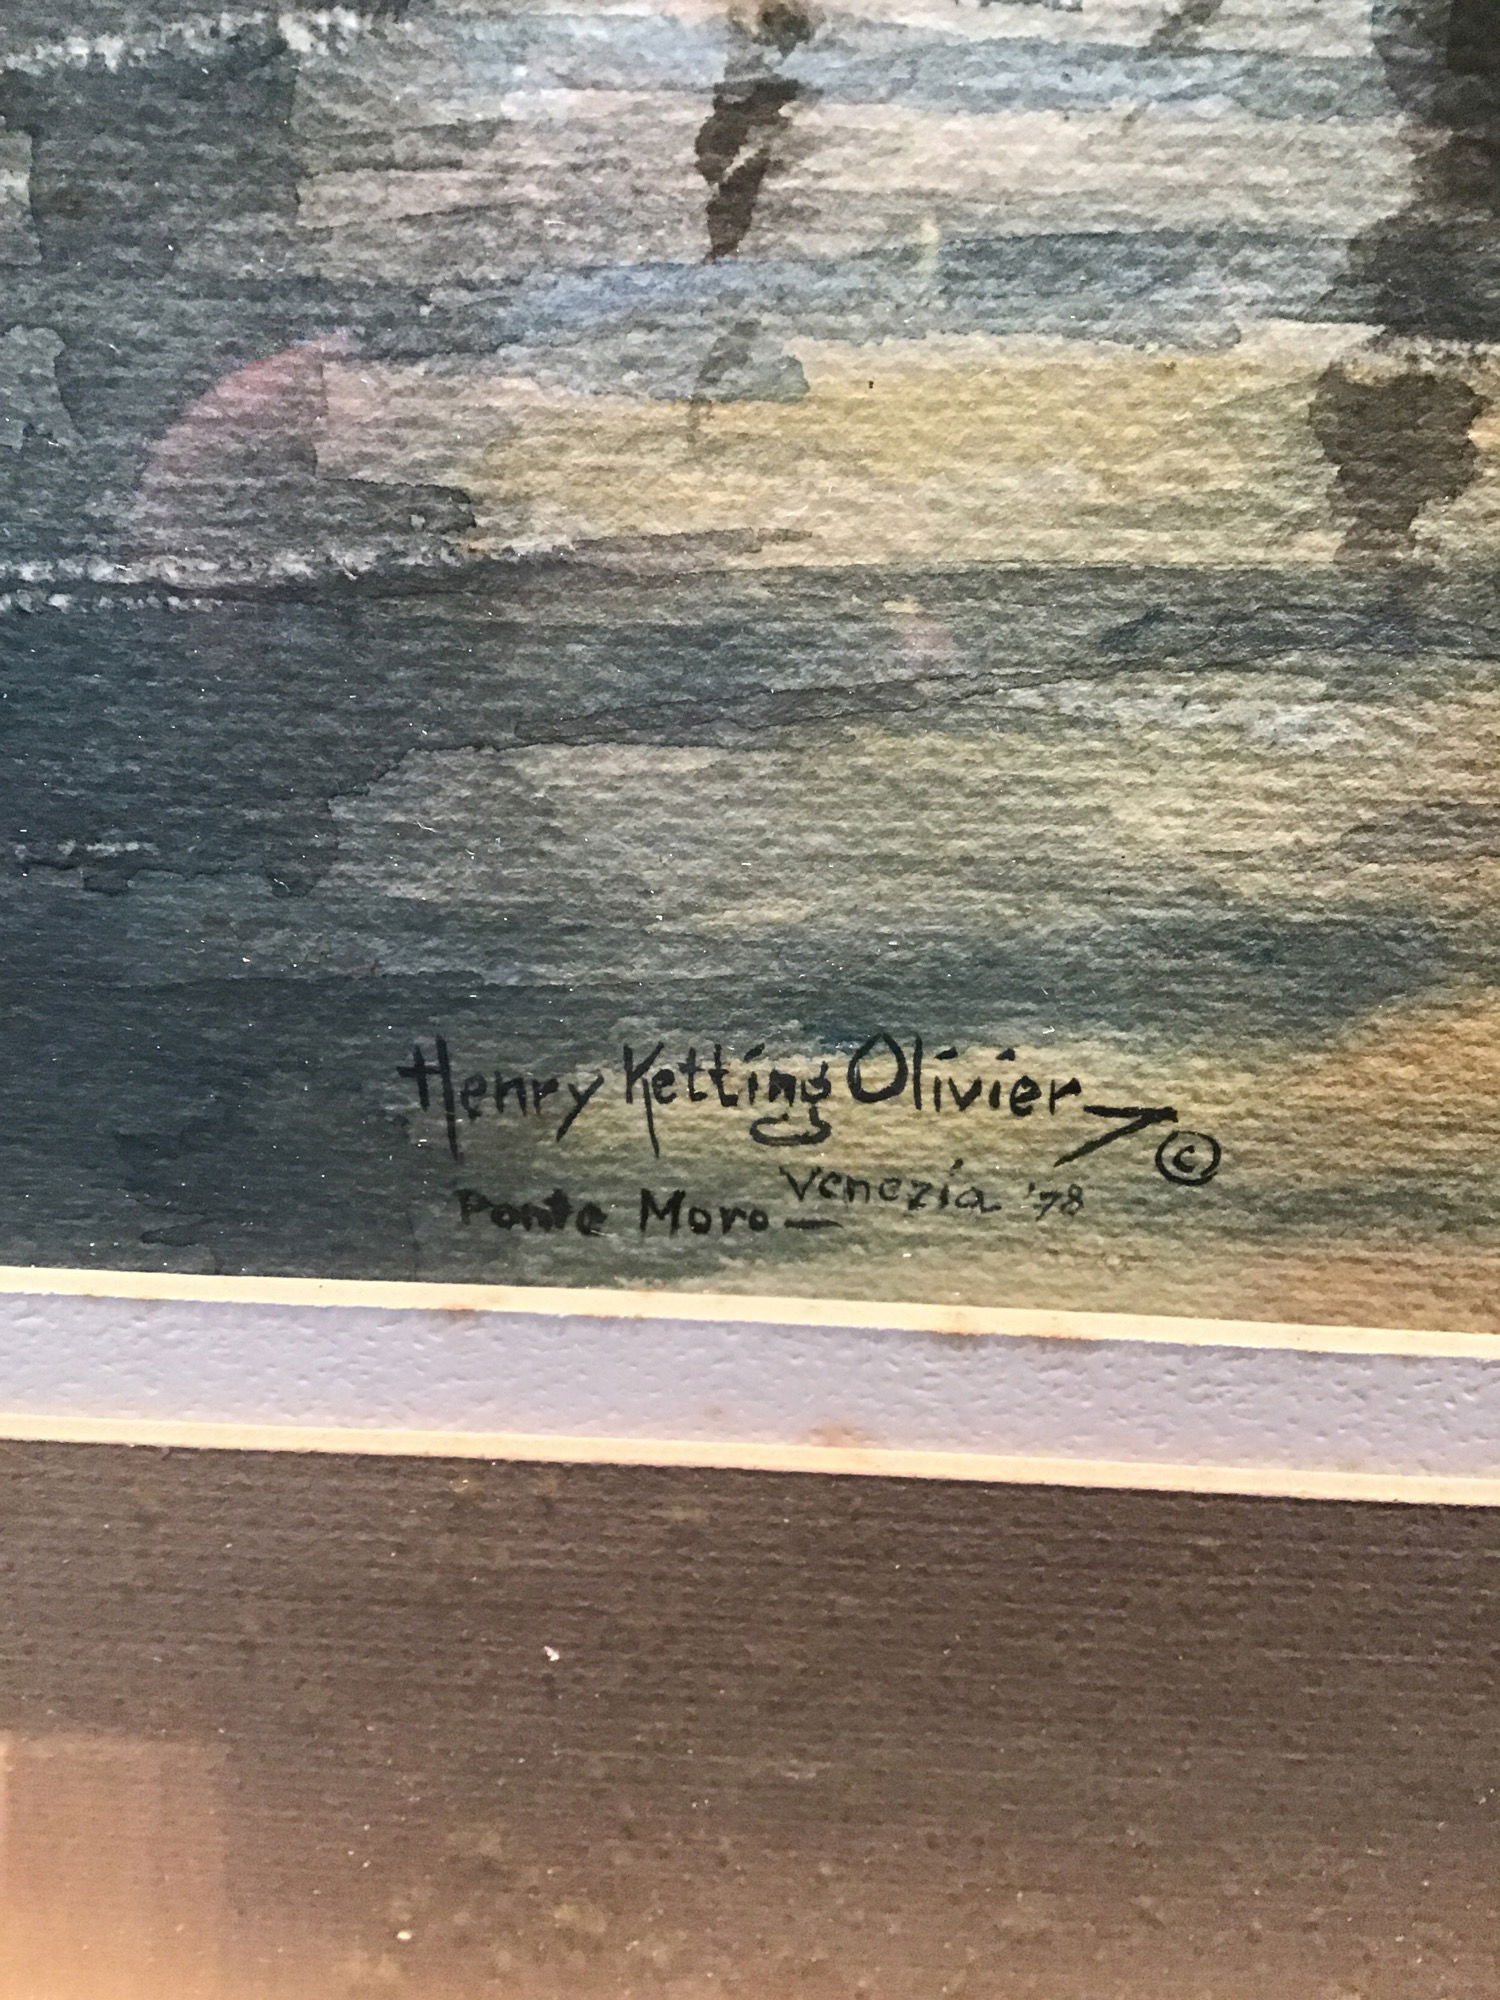 Henry Ketting Olivier ©
Ponte Moro — Venezia '78